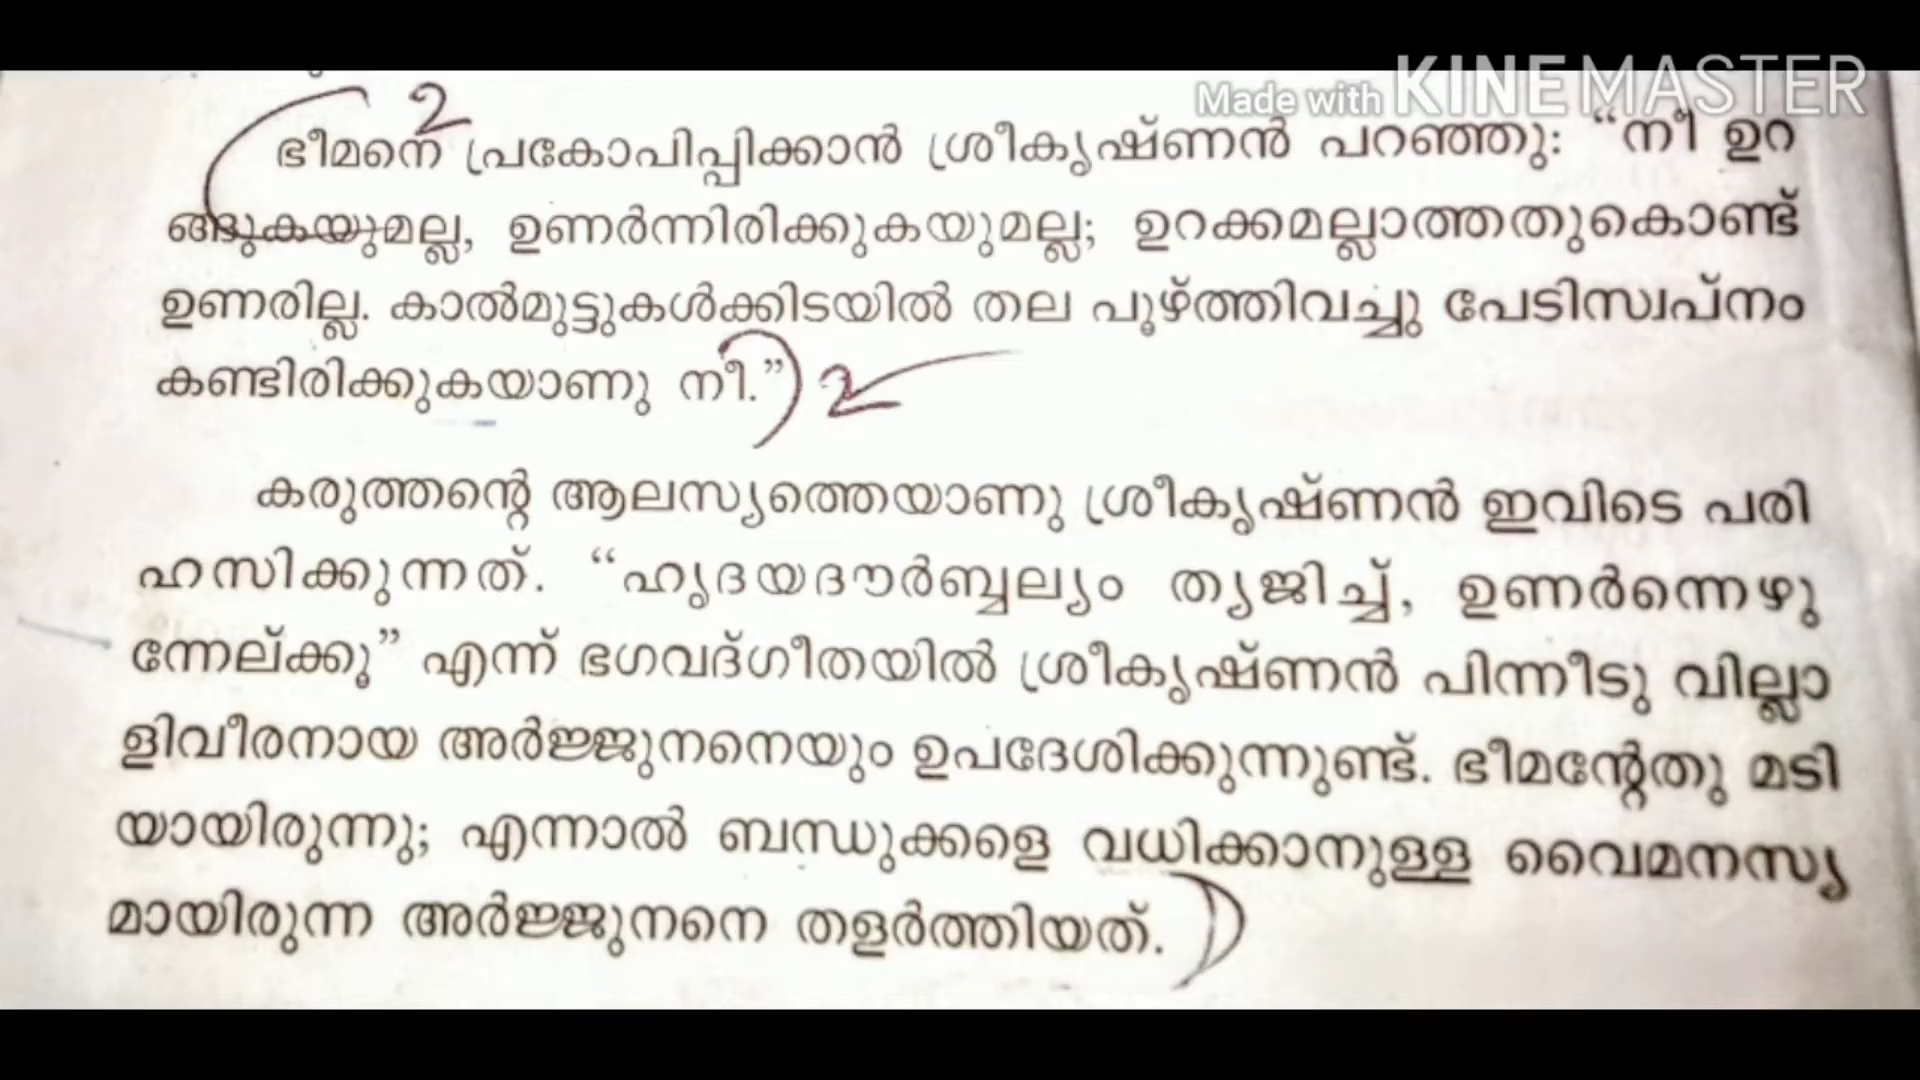 Made with KINEMASTER
2
ഭീമനെ പ്രകോപിപ്പിക്കാൻ ശ്രീകൃഷ്ണൻ പറഞ്ഞു: “നീ ഉറ
ങ്ങുകയുമല്ല, ഉണർന്നിരിക്കുകയുമല്ല; ഉറക്കമല്ലാത്തതുകൊണ്ട്
ഉണരില്ല. കാൽമുട്ടുകൾക്കിടയിൽ തല പൂഴ്ത്തിവച്ചു പേടിസ്വപ്നം
കണ്ടിരിക്കുകയാണു നീ.” 2
കരുത്തന്റെ ആലസ്യത്തെയാണു ശ്രീകൃഷ്ണൻ ഇവിടെ പരി
ഹസിക്കുന്നത്. “ഹൃദയദൗർബ്ബല്യം ത്യജിച്ച്, ഉണർന്നെഴു
ന്നേല്ക്കൂ” എന്ന് ഭഗവദ്ഗീതയിൽ ശ്രീകൃഷ്ണൻ പിന്നീടു വില്ലാ
ളിവീരനായ അർജ്ജുനനെയും ഉപദേശിക്കുന്നുണ്ട്. ഭീമന്റേതു മടി
യായിരുന്നു; എന്നാൽ ബന്ധുക്കളെ വധിക്കാനുള്ള വൈമനസ്യ
മായിരുന്ന അർജ്ജുനനെ തളർത്തിയത്.